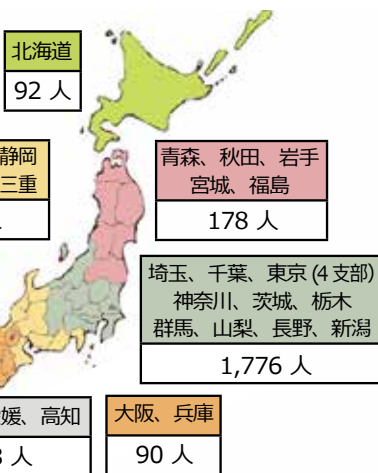 北海道
92 人
静岡
三重
青森、秋田、岩手
宮城、福島
178 人
埼玉、千葉、東京 (4 支部)
神奈川、茨城、栃木
群馬、山梨、長野、新潟
1,776 人
媛、高知
人
大阪、兵庫
90 人